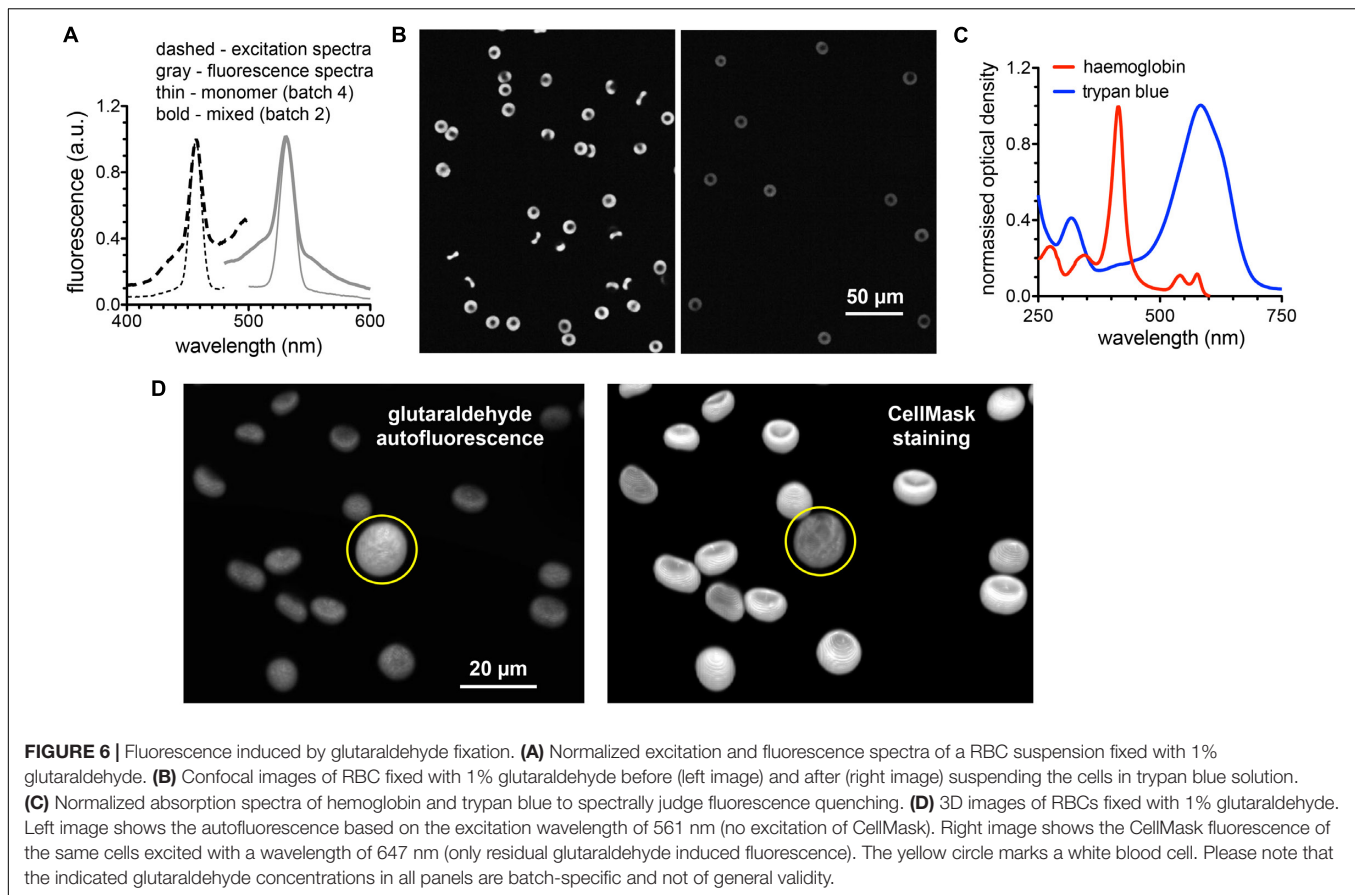 A
dashed - excitation spectra
gray - fluorescence spectra
thin - monomer (batch 4)
bold - mixed (batch 2)
fluorescence (a.u.)
1.2
0.8
0.4
0.0
400
500
600
wavelength (nm)
B
50 µm
C
haemoglobin
trypan blue
normasised optical density
1.2
0.8
0.4
0.0
250
500
750
wavelength (nm)
D
glutaraldehyde
autofluorescence
20 µm
CellMask
staining
FIGURE 6 | Fluorescence induced by glutaraldehyde fixation. (A) Normalized excitation and fluorescence spectra of a RBC suspension fixed with 1%
glutaraldehyde. (B) Confocal images of RBC fixed with 1% glutaraldehyde before (left image) and after (right image) suspending the cells in trypan blue solution.
(C) Normalized absorption spectra of hemoglobin and trypan blue to spectrally judge fluorescence quenching. (D) 3D images of RBCs fixed with 1% glutaraldehyde.
Left image shows the autofluorescence based on the excitation wavelength of 561 nm (no excitation of CellMask). Right image shows the CellMask fluorescence of
the same cells excited with a wavelength of 647 nm (only residual glutaraldehyde induced fluorescence). The yellow circle marks a white blood cell. Please note that
the indicated glutaraldehyde concentrations in all panels are batch-specific and not of general validity.